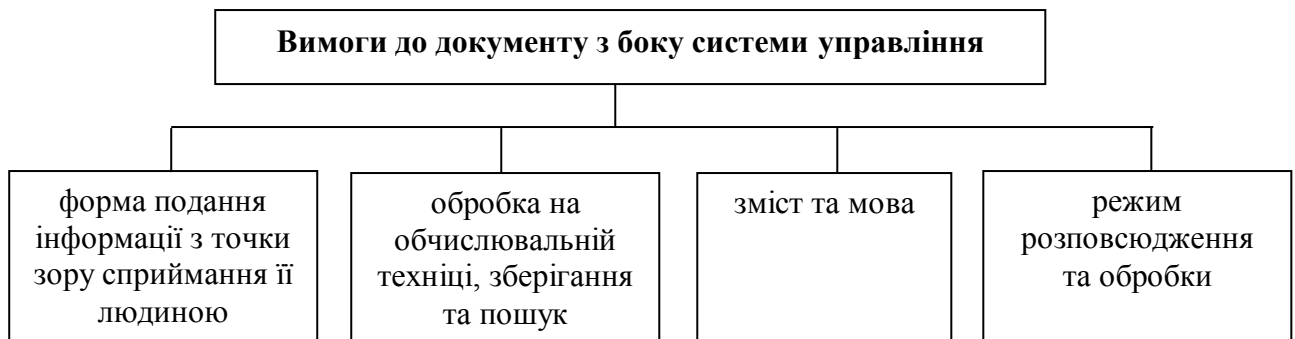 Вимоги до документу з боку системи управління
форма подання
інформації з точки
зору сприймання її
людиною
обробка на
обчислювальній
техніці, зберігання
та пошук
зміст та мова
режим
розповсюдження
та обробки